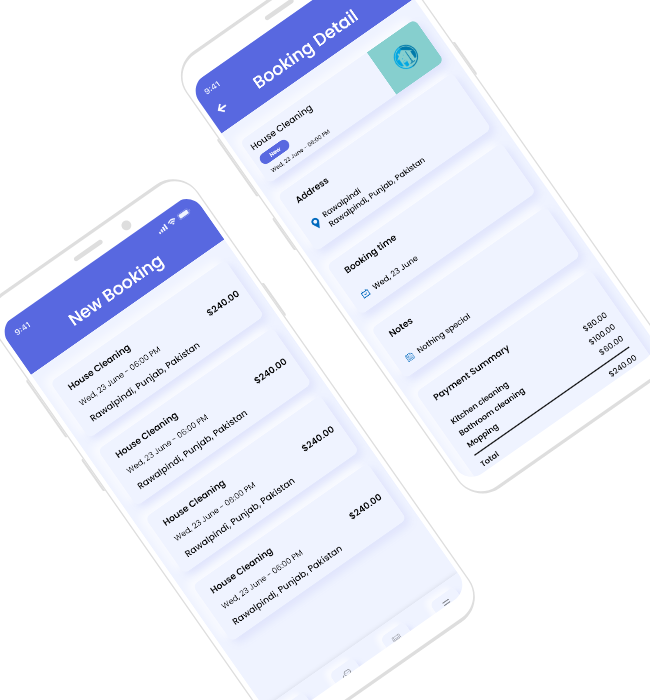 9:41
New Booking
House Cleaning
$240.00
Wed, 23 June - 06:00 PM
Rawalpindi, Punjab, Pakistan
House Cleaning
$240.00
Wed, 23 June - 06:00 PM
Rawalpindi, Punjab, Pakistan
House Cleaning
$240.00
Wed, 23 June - 06:00 PM
Rawalpindi, Punjab, Pakistan
House Cleaning
$240.00
Wed, 23 June - 06:00 PM
Rawalpindi, Punjab, Pakistan
9:41
Booking Detail
House Cleaning
New
Wed, 23 June - 06:00 PM
Address
Rawalpindi
Rawalpindi, Punjab, Pakistan
Booking time
Wed, 23 June
Notes
Nothing special
Payment Summary
Kitchen cleaning $80.00
Bathroom cleaning $100.00
Mopping $60.00
Total $240.00